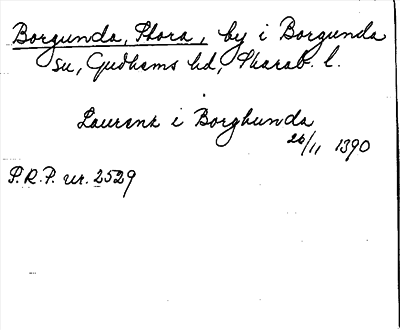 Borgunda, Stora, by i Borgunda
sn, Gudhems hd, Skarab. l.
Laurenz i Borghunda
26/11 1390
P.R.P. nr. 2529